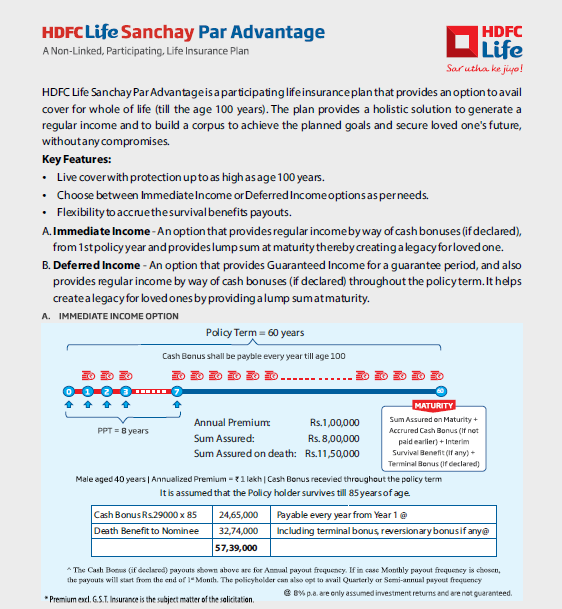 HDFC Life Sanchay Par Advantage
A Non-Linked, Participating, Life Insurance Plan
HDFC
Life
Sar utha ke jiyo!
HDFC Life Sanchay Par Advantage is a participating life insurance plan that provides an option to avail
cover for whole of life (till the age 100 years). The plan provides a holistic solution to generate a
regular income and to build a corpus to achieve the planned goals and secure loved one's future,
without any compromises.
Key Features:
• Live cover with protection up to as high as age 100 years.
• Choose between Immediate Income or Deferred Income options as per needs.
• Flexibility to accrue the survival benefits payouts.
A. Immediate Income - An option that provides regular income by way of cash bonuses (if declared),
from 1st policy year and provides lump sum at maturity thereby creating a legacy for loved one.
B. Deferred Income - An option that provides Guaranteed Income for a guarantee period, and also
provides regular income by way of cash bonuses (if declared) throughout the policy term. It helps
create a legacy for loved ones by providing a lump sum at maturity.
A. IMMEDIATE INCOME OPTION
Policy Term = 60 years
Cash Bonus shall be payble every year till age 100
0 1 2 3 7 60
PPT = 8 years
Annual Premium: Rs.1,00,000
Sum Assured: Rs. 8,00,000
Sum Assured on death: Rs.11,50,000
MATURITY
Sum Assured on Maturity +
Accrued Cash Bonus (If not
paid earlier) + Interim
Survival Benefit (If any) +
Terminal Bonus (If declared)
Male aged 40 years | Annualized Premium = ₹ 1 lakh | Cash Bonus recevied throughout the policy term
It is assumed that the Policy holder survives till 85 years of age.
Cash Bonus Rs.29000 x 85 24,65,000 Payable every year from Year 1 @
Death Benefit to Nominee 32,74,000 Including terminal bonus, reversionary bonus if any@
57,39,000
^ The Cash Bonus (if declared) payouts shown above are for Annual payout frequency. If in case Monthly payout frequency is chosen,
the payouts will start from the end of 1st Month. The policyholder can also opt to avail Quarterly or Semi-annual payout frequency
@ 8% p.a. are only assumed investment returns and are not guaranteed.
* Premium excl. G.S.T. Insurance is the subject matter of the solicitation.